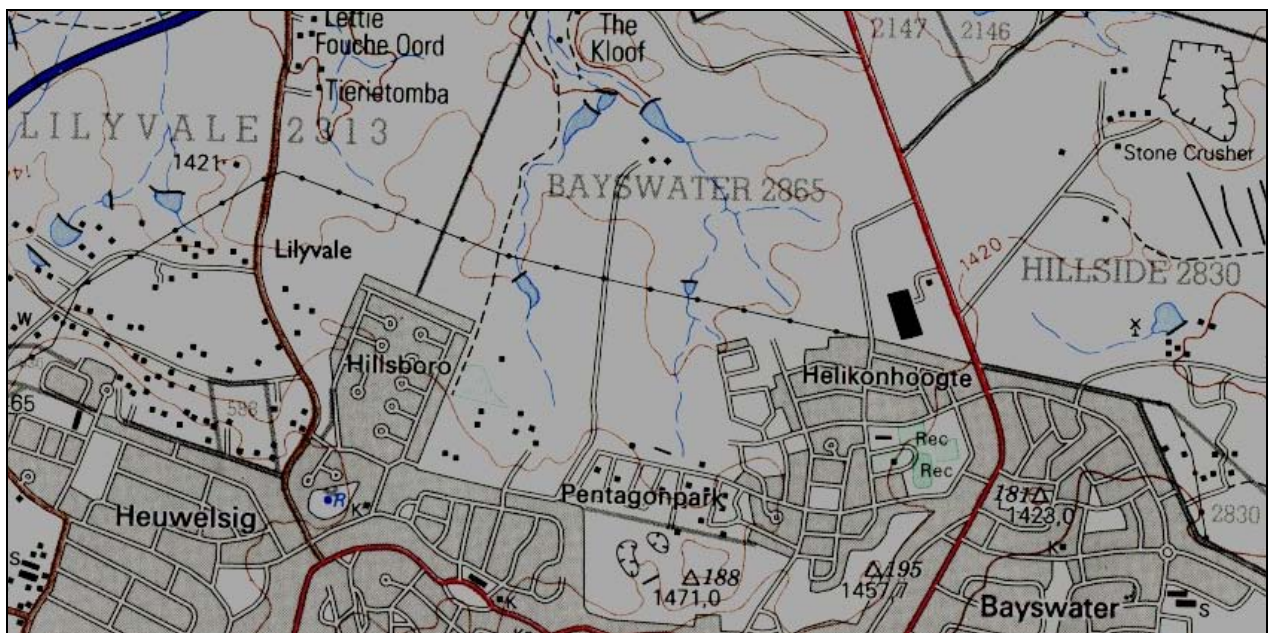 Lettie
Fouche Oord
Tierietomba
The
Kloof
2147
2146
LILYVALE 2313
1421
Stone Crusher
BAYSWATER 2865
Lilyvale
1420
HILLSIDE 2830
W
X
Hillsboro
Helikonhoogte
65
588
Rec
Rec
R
K
Pentagonpark
181
1423,0
2830
Heuwelsig
K
S
188
1471,0
195
1457,7
K
Bayswater
S